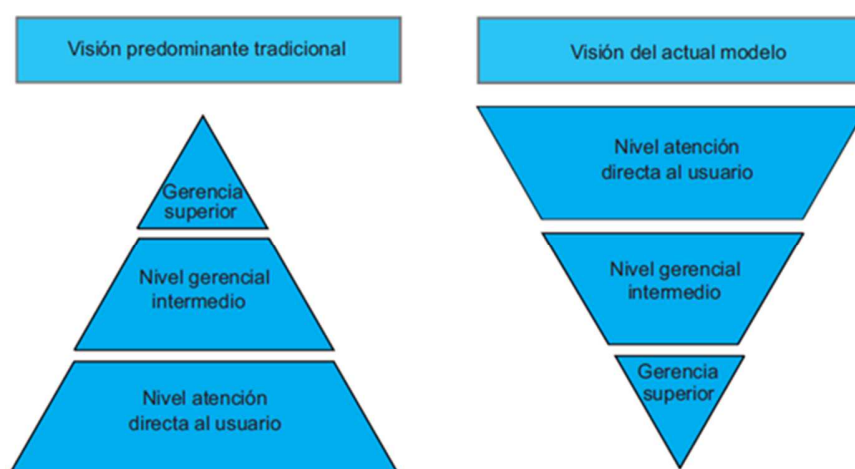 Visión predominante tradicional
Gerencia
superior
Nivel gerencial
intermedio
Nivel atención
directa al usuario
Visión del actual modelo
Nivel atención
directa al usuario
Nivel gerencial
intermedio
Gerencia
superior